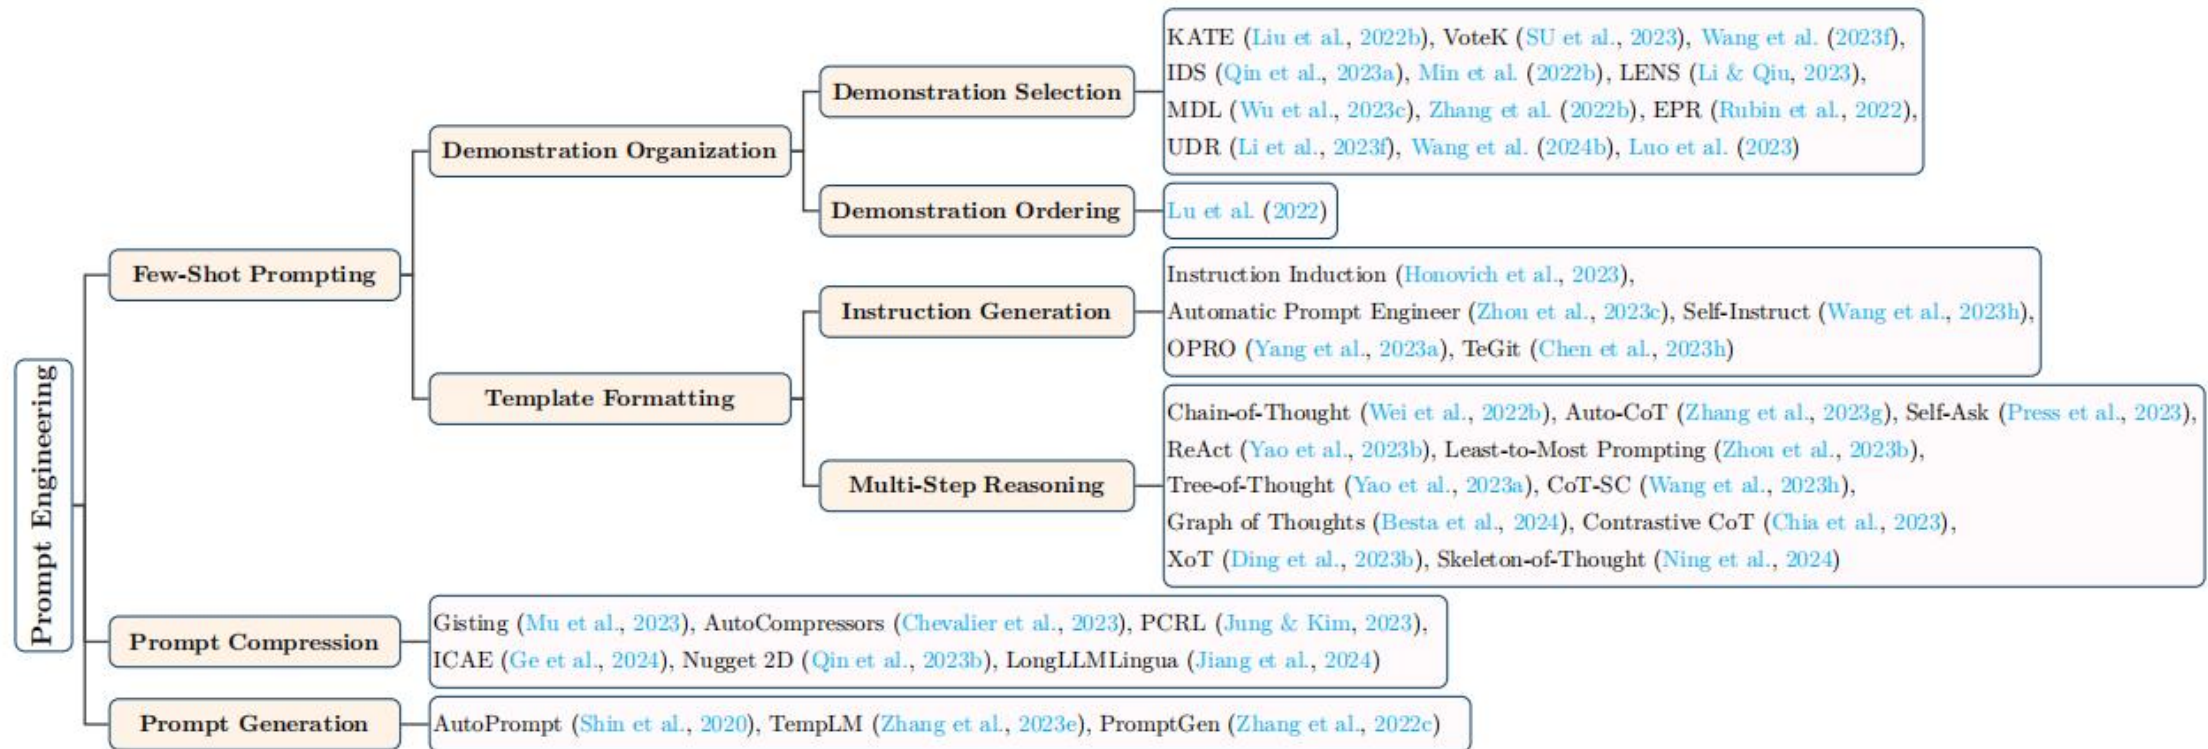 Prompt Engineering
Few-Shot Prompting
Demonstration Organization
Demonstration Selection
KATE (Liu et al., 2022b), VoteK (SU et al., 2023), Wang et al. (2023f),
IDS (Qin et al., 2023a), Min et al. (2022b), LENS (Li & Qiu, 2023),
MDL (Wu et al., 2023c), Zhang et al. (2022b), EPR (Rubin et al., 2022),
UDR (Li et al., 2023f), Wang et al. (2024b), Luo et al. (2023)
Demonstration Ordering
Lu et al. (2022)
Template Formatting
Instruction Generation
Instruction Induction (Honovich et al., 2023),
Automatic Prompt Engineer (Zhou et al., 2023c), Self-Instruct (Wang et al., 2023h),
OPRO (Yang et al., 2023a), TeGit (Chen et al., 2023h)
Multi-Step Reasoning
Chain-of-Thought (Wei et al., 2022b), Auto-CoT (Zhang et al., 2023g), Self-Ask (Press et al., 2023),
ReAct (Yao et al., 2023b), Least-to-Most Prompting (Zhou et al., 2023b),
Tree-of-Thought (Yao et al., 2023a), CoT-SC (Wang et al., 2023h),
Graph of Thoughts (Besta et al., 2024), Contrastive CoT (Chia et al., 2023),
XoT (Ding et al., 2023b), Skeleton-of-Thought (Ning et al., 2024)
Prompt Compression
Gisting (Mu et al., 2023), AutoCompressors (Chevalier et al., 2023), PCRL (Jung & Kim, 2023),
ICAE (Ge et al., 2024), Nugget 2D (Qin et al., 2023b), LongLLMLingua (Jiang et al., 2024)
Prompt Generation
AutoPrompt (Shin et al., 2020), TempLM (Zhang et al., 2023e), PromptGen (Zhang et al., 2022c)